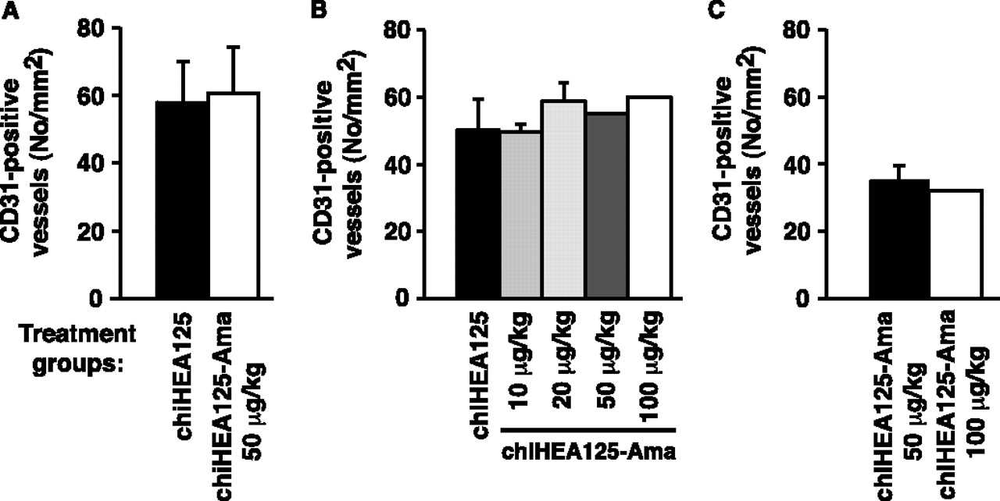 A
CD31-positive
vessels (No/mm2)
80
60
40
20
0
Treatment
groups:
chiHEA125
chiHEA125-Ama
50 µg/kg
B
CD31-positive
vessels (No/mm2)
80
60
40
20
0
chiHEA125
10 µg/kg
20 µg/kg
50 µg/kg
100 µg/kg
chiHEA125-Ama
C
CD31-positive
vessels (No/mm2)
80
60
40
20
0
chiHEA125-Ama
50 µg/kg
chiHEA125-Ama
100 µg/kg